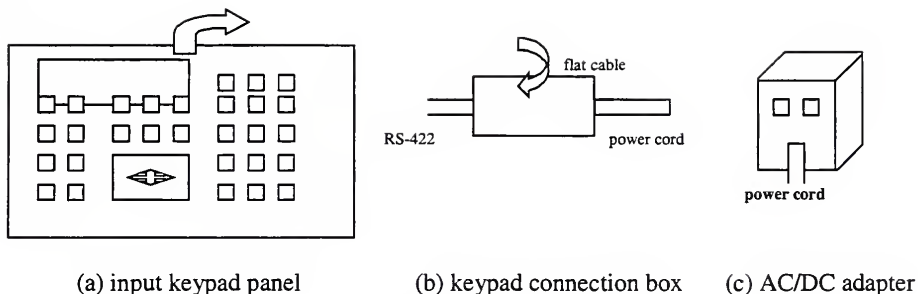 flat cable
RS-422
power cord
power cord
(a) input keypad panel
(b) keypad connection box
(c) AC/DC adapter